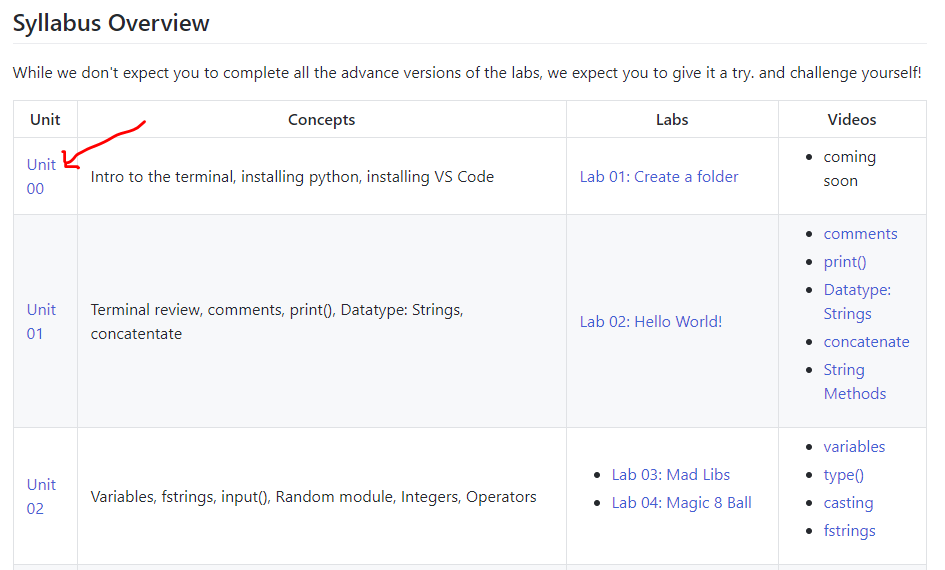 Syllabus Overview
While we don't expect you to complete all the advance versions of the labs, we expect you to give it a try. and challenge yourself!
Unit
Concepts
Labs
Videos
Unit
00
Intro to the terminal, installing python, installing VS Code
Lab 01: Create a folder
coming
soon
Unit
01
Terminal review, comments, print(), Datatype: Strings,
concatentate
Lab 02: Hello World!
comments
print()
Datatype:
Strings
concatenate
String
Methods
Unit
02
Variables, fstrings, input(), Random module, Integers, Operators
Lab 03: Mad Libs
Lab 04: Magic 8 Ball
variables
type()
casting
fstrings